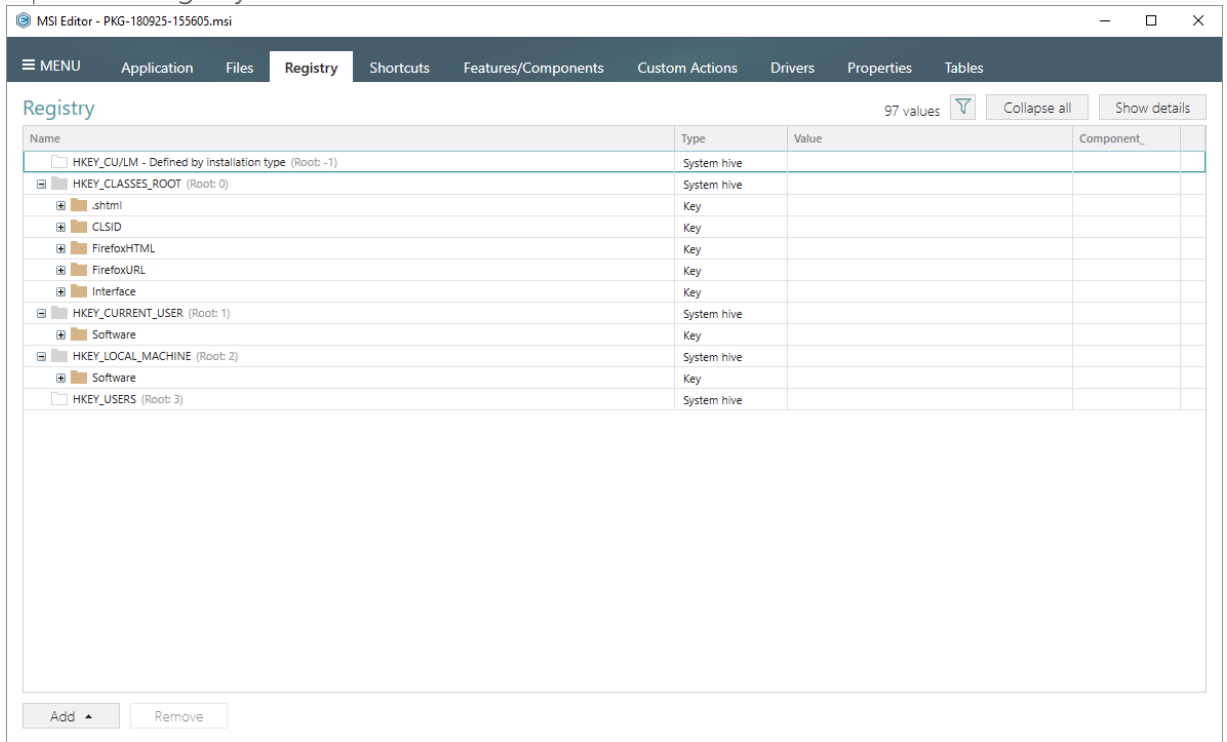 MSI Editor - PKG-180925-155605.msi
≡ MENU Application Files Registry Shortcuts Features/Components Custom Actions Drivers Properties Tables
Registry 97 values Collapse all Show details
Name Type Value Component_
HKEY_CU/LM - Defined by installation type (Root: -1) System hive
HKEY_CLASSES_ROOT (Root: 0) System hive
.shtml Key
CLSID Key
FirefoxHTML Key
FirefoxURL Key
Interface Key
HKEY_CURRENT_USER (Root: 1) System hive
Software Key
HKEY_LOCAL_MACHINE (Root: 2) System hive
Software Key
HKEY_USERS (Root: 3) System hive
Add Remove